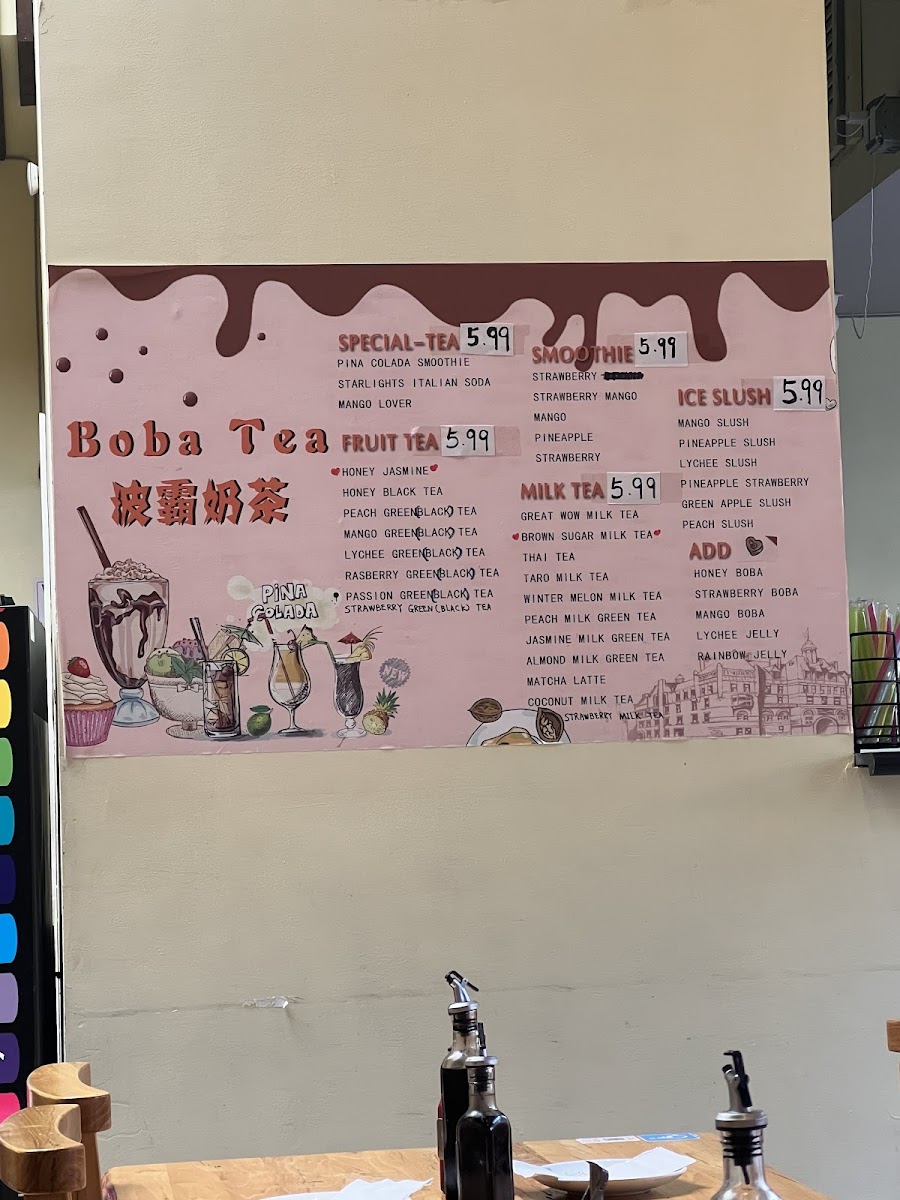 Boba Tea
波霸奶茶
PiNA
COLADA
SPECIAL-TEA 5.99
PINA COLADA SMOOTHIE
STARLIGHTS ITALIAN SODA
MANGO LOVER
FRUIT TEA 5.99
HONEY JASMINE
HONEY BLACK TEA
PEACH GREEN(BLACK) TEA
MANGO GREEN(BLACK) TEA
LYCHEE GREEN(BLACK) TEA
RASBERRY GREEN(BLACK) TEA
PASSION GREEN(BLACK) TEA
STRAWBERRY GREEN(BLACK) TEA
SMOOTHIE 5.99
STRAWBERRY
STRAWBERRY MANGO
MANGO
PINEAPPLE
STRAWBERRY
MILK TEA 5.99
GREAT WOW MILK TEA
BROWN SUGAR MILK TEA
THAI TEA
TARO MILK TEA
WINTER MELON MILK TEA
PEACH MILK GREEN TEA
JASMINE MILK GREEN TEA
ALMOND MILK GREEN TEA
MATCHA LATTE
COCONUT MILK TEA
STRAWBERRY MILK TEA
ICE SLUSH 5.99
MANGO SLUSH
PINEAPPLE SLUSH
LYCHEE SLUSH
PINEAPPLE STRAWBERRY
GREEN APPLE SLUSH
PEACH SLUSH
ADD
HONEY BOBA
STRAWBERRY BOBA
MANGO BOBA
LYCHEE JELLY
RAINBOW JELLY